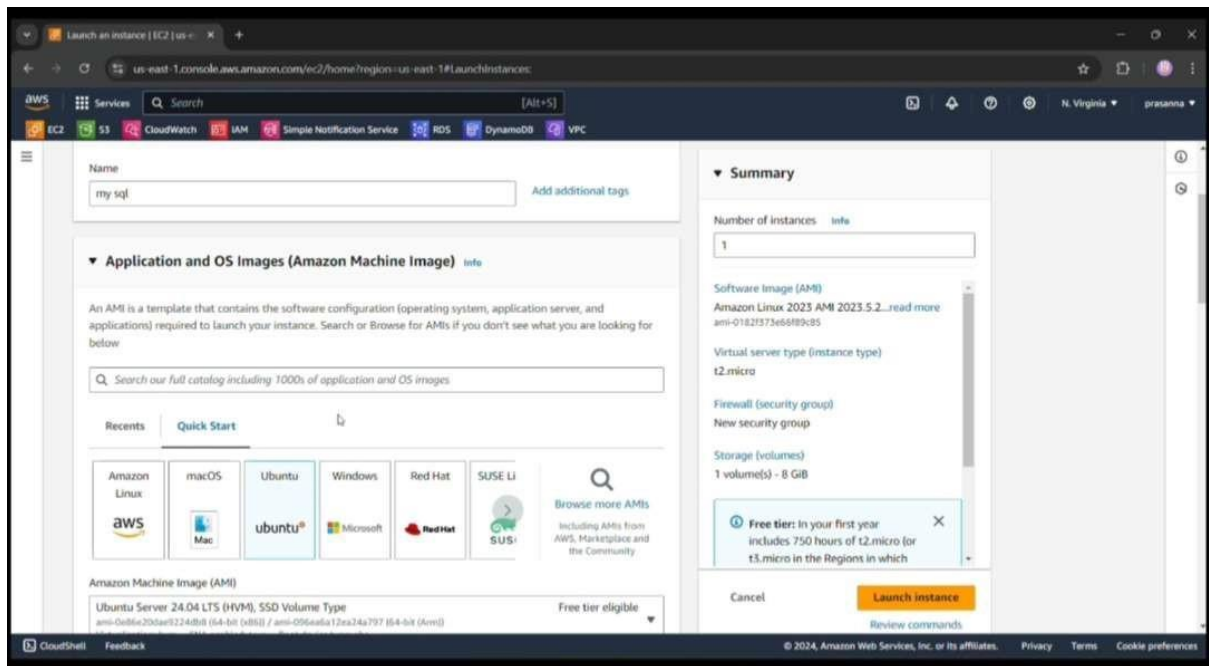 Launch an instance | EC2 | us-e
us-east-1.console.aws.amazon.com/ec2/home?region=us-east-1#LaunchInstances:
aws
Services
Search
[Alt+S]
N. Virginia
prasanna
EC2
S3
CloudWatch
IAM
Simple Notification Service
RDS
DynamoDB
VPC
Name
my sql
Add additional tags
Application and OS Images (Amazon Machine Image) Info
An AMI is a template that contains the software configuration (operating system, application server, and
applications) required to launch your instance. Search or Browse for AMIs if you don't see what you are looking for
below
Search our full catalog including 1000s of application and OS images
Recents
Quick Start
Amazon
Linux
aws
macOS
Mac
Ubuntu
ubuntu®
Windows
Microsoft
Red Hat
Red Hat
SUSE Li
SUS
Browse more AMIs
Including AMIs from
AWS, Marketplace and
the Community
Amazon Machine Image (AMI)
Ubuntu Server 24.04 LTS (HVM), SSD Volume Type
Free tier eligible
(64-bit (x86)) / (64-bit (Arm))
Summary
Number of instances Info
1
Software Image (AMI)
Amazon Linux 2023 AMI 2023.5.2...read more
ami-0182f373e66f89c85
Virtual server type (instance type)
t2.micro
Firewall (security group)
New security group
Storage (volumes)
1 volume(s) - 8 GiB
Free tier: In your first year
includes 750 hours of t2.micro (or
t3.micro in the Regions in which
Cancel
Launch instance
Review commands
CloudShell
Feedback
© 2024, Amazon Web Services, Inc. or its affiliates.
Privacy
Terms
Cookie preferences